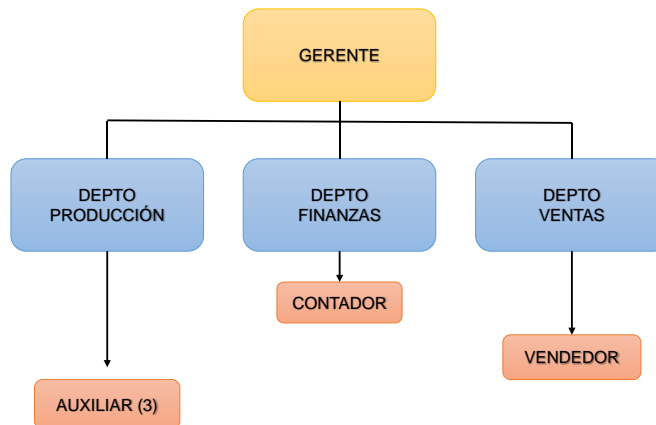 GERENTE
DEPTO
PRODUCCIÓN
DEPTO
FINANZAS
DEPTO
VENTAS
CONTADOR
VENDEDOR
AUXILIAR (3)